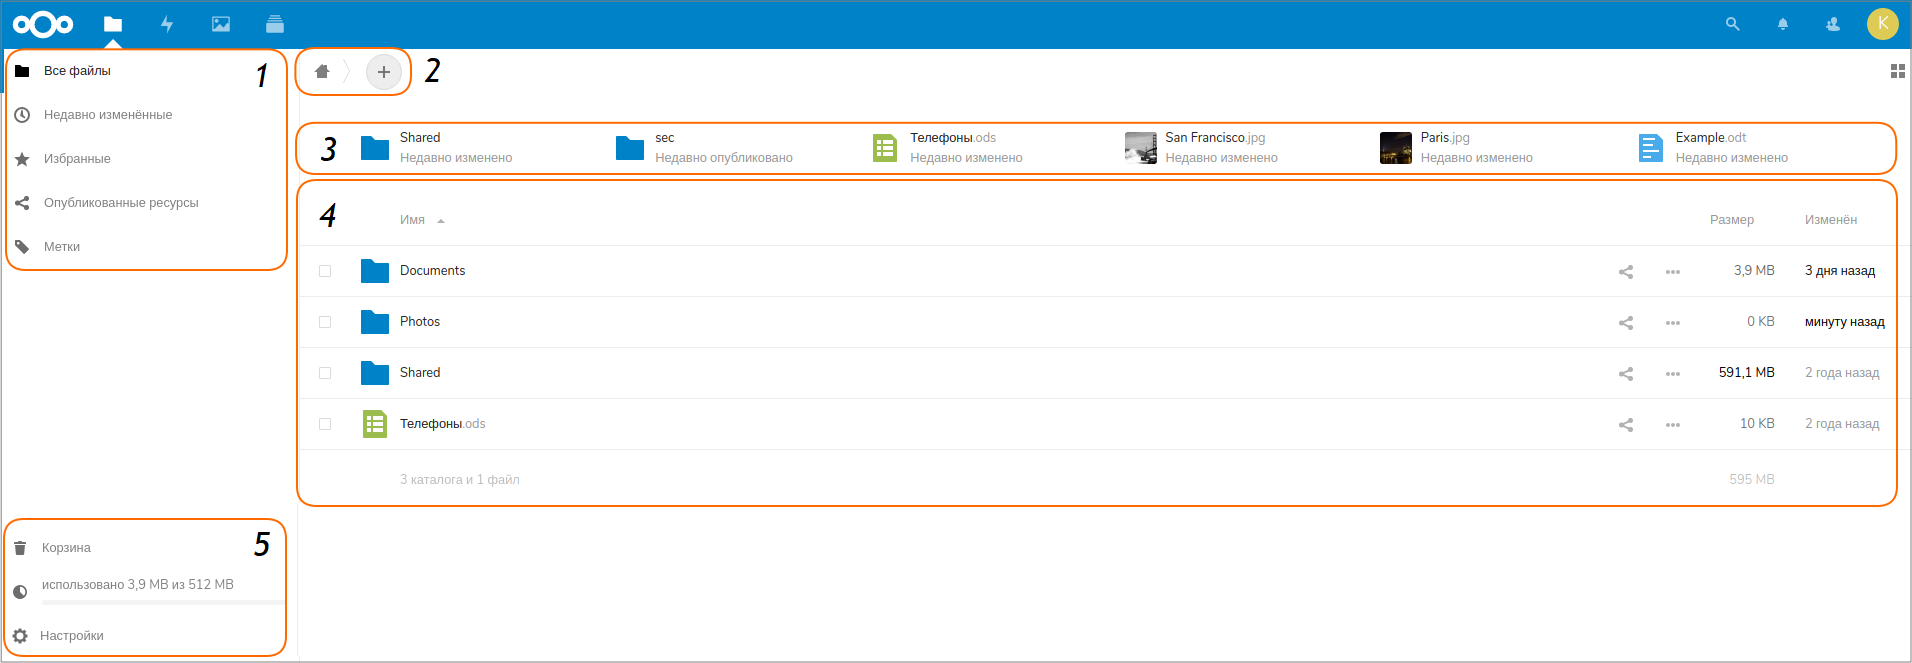 K
Все файлы
1
Недавно изменённые
Избранные
Опубликованные ресурсы
Метки
2
3
Shared
Недавно изменено
sec
Недавно опубликовано
Телефоны.ods
Недавно изменено
San Francisco.jpg
Недавно изменено
Paris.jpg
Недавно изменено
Example.odt
Недавно изменено
4
Имя Размер Изменён
Documents 3,9 MB 3 дня назад
Photos 0 KB минуту назад
Shared 591,1 MB 2 года назад
Телефоны.ods 10 KB 2 года назад
3 каталога и 1 файл 595 MB
5
Корзина
использовано 3,9 MB из 512 MB
Настройки